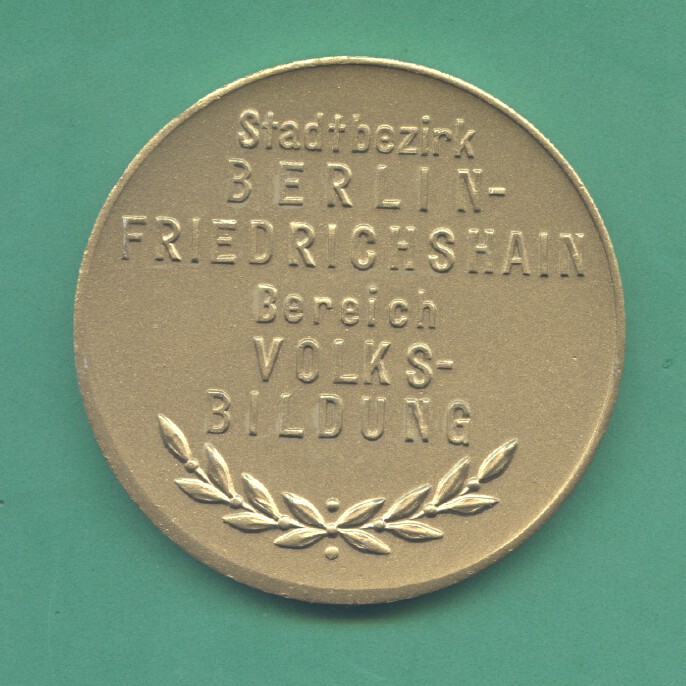 Stadtbezirk
BERLIN-
FRIEDRICHSHAIN
Bereich
VOLKS-
BILDUNG